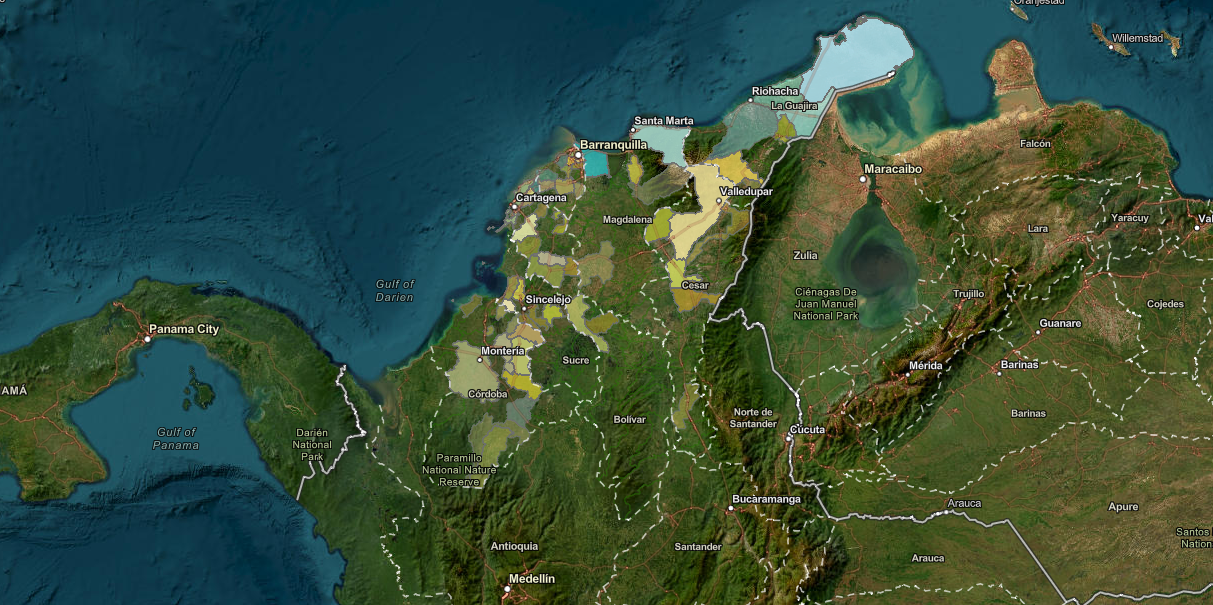 Oranjestad
Willemstad
Riohacha
La Guajira
Santa Marta
Barranquilla
Falcón
Maracaibo
Cartagena
Valledupar
Magdalena
Yaracuy
Lara
Zulia
Gulf of
Darien
Cesar
Ciénagas De
Juan Manuel
National Park
Trujillo
Cojedes
Sincelejo
Panama City
Guanare
Montería
Sucre
Mérida
Barinas
AMÁ
Córdoba
Norte de
Santander
Barinas
Bolívar
Cúcuta
Gulf of
Panama
Darién
National
Park
Paramillo
National Nature
Reserve
Bucaramanga
Arauca
Apure
Santos
Nation
Antioquia
Santander
Arauca
Medellín